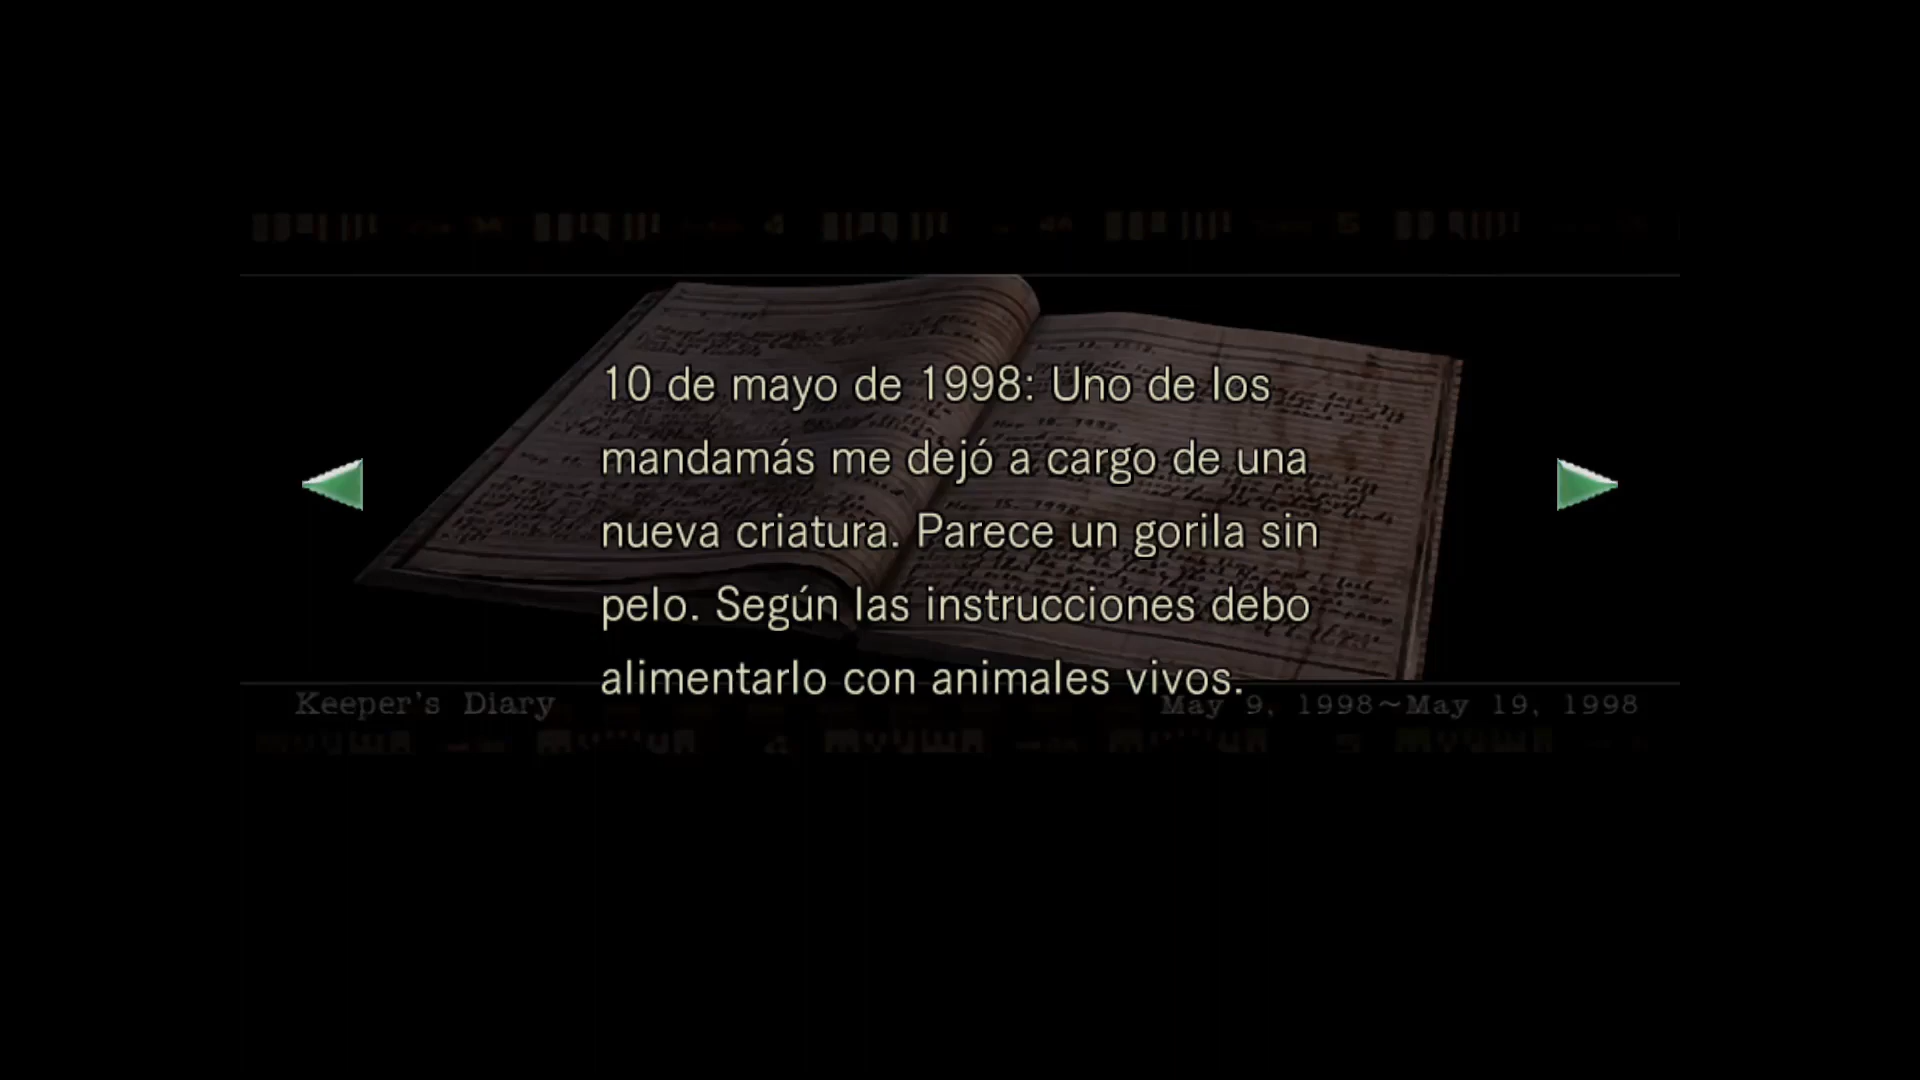 10 de mayo de 1998: Uno de los
mandamás me dejó a cargo de una
nueva criatura. Parece un gorila sin
pelo. Según las instrucciones debo
alimentarlo con animales vivos.
Keeper's Diary
May 9, 1998~May 19, 1998